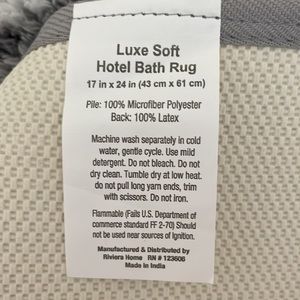 Luxe Soft
Hotel Bath Rug
17 in x 24 in (43 cm x 61 cm)
Pile: 100% Microfiber Polyester
Back: 100% Latex
Machine wash separately in cold
water, gentle cycle. Use mild
detergent. Do not bleach. Do not
dry clean. Tumble dry at low heat.
do not pull long yarn ends, trim
with scissors. Do not iron.
Flammable (Fails U.S. Department of
commerce standard FF 2-70) Should
not be used near sources of Ignition.
Manufactured & Distributed by
Riviera Home RN # 123606
Made in India